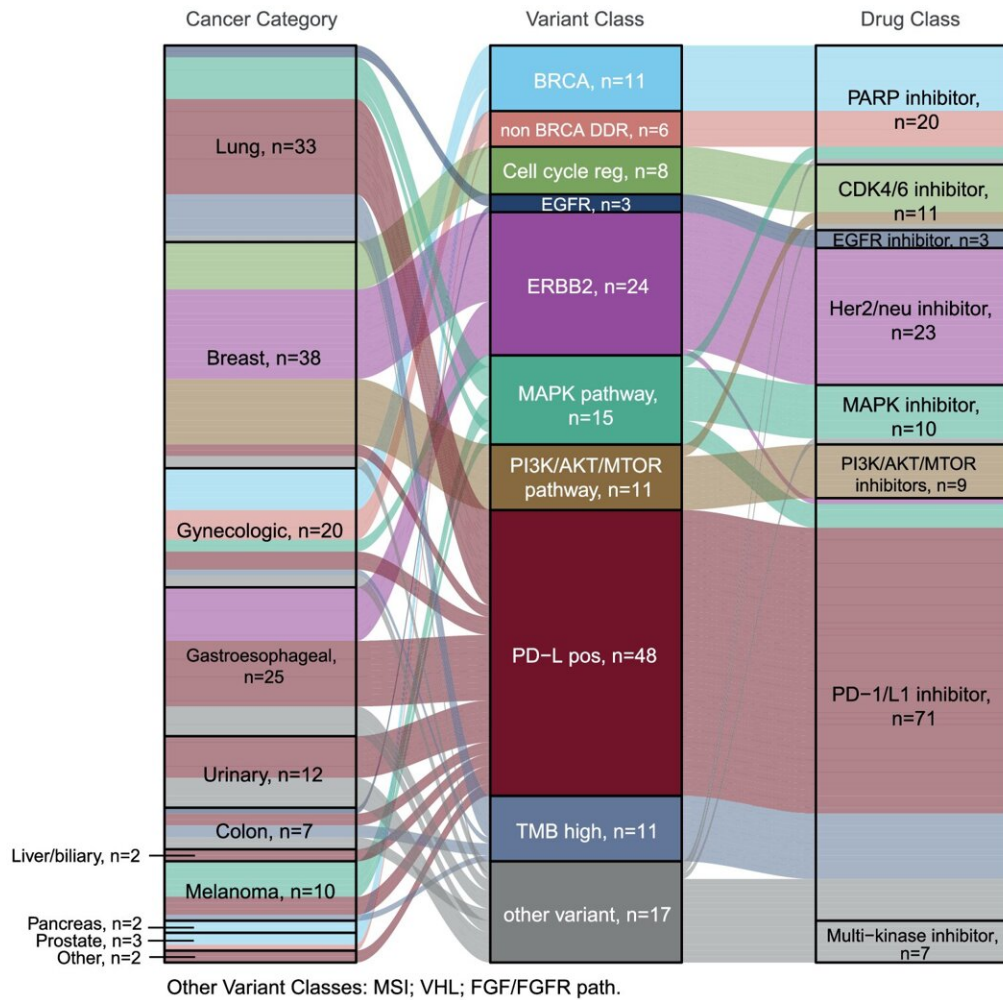 Cancer Category
Variant Class
Drug Class
Lung, n=33
Breast, n=38
Gynecologic, n=20
Gastroesophageal,
n=25
Urinary, n=12
Colon, n=7
Liver/biliary, n=2
Melanoma, n=10
Pancreas, n=2
Prostate, n=3
Other, n=2
BRCA, n=11
non BRCA DDR, n=6
Cell cycle reg, n=8
EGFR, n=3
ERBB2, n=24
MAPK pathway,
n=15
PI3K/AKT/MTOR
pathway, n=11
PD−L pos, n=48
TMB high, n=11
other variant, n=17
PARP inhibitor,
n=20
CDK4/6 inhibitor,
n=11
EGFR inhibitor, n=3
Her2/neu inhibitor,
n=23
MAPK inhibitor,
n=10
PI3K/AKT/MTOR
inhibitors, n=9
PD−1/L1 inhibitor,
n=71
Multi−kinase inhibitor,
n=7
Other Variant Classes: MSI; VHL; FGF/FGFR path.